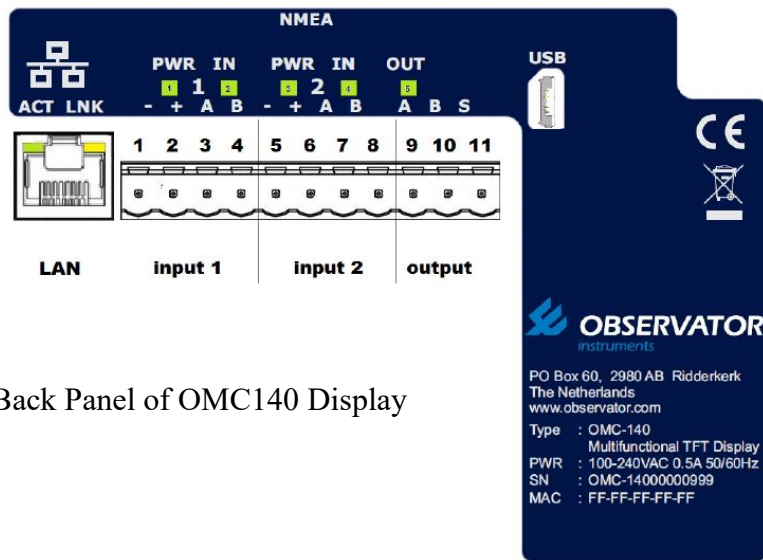 NMEA
PWR IN PWR IN OUT
1 2 3 4 5
1 2
ACT LNK - + A B - + A B A B S
USB
1 2 3 4 5 6 7 8 9 10 11
LAN input 1 input 2 output
CE
OBSERVATOR
instruments
Back Panel of OMC140 Display
PO Box 60, 2980 AB Ridderkerk
The Netherlands
www.observator.com
Type : OMC-140
Multifunctional TFT Display
PWR : 100-240VAC 0.5A 50/60Hz
SN : OMC-14000000999
MAC : FF-FF-FF-FF-FF